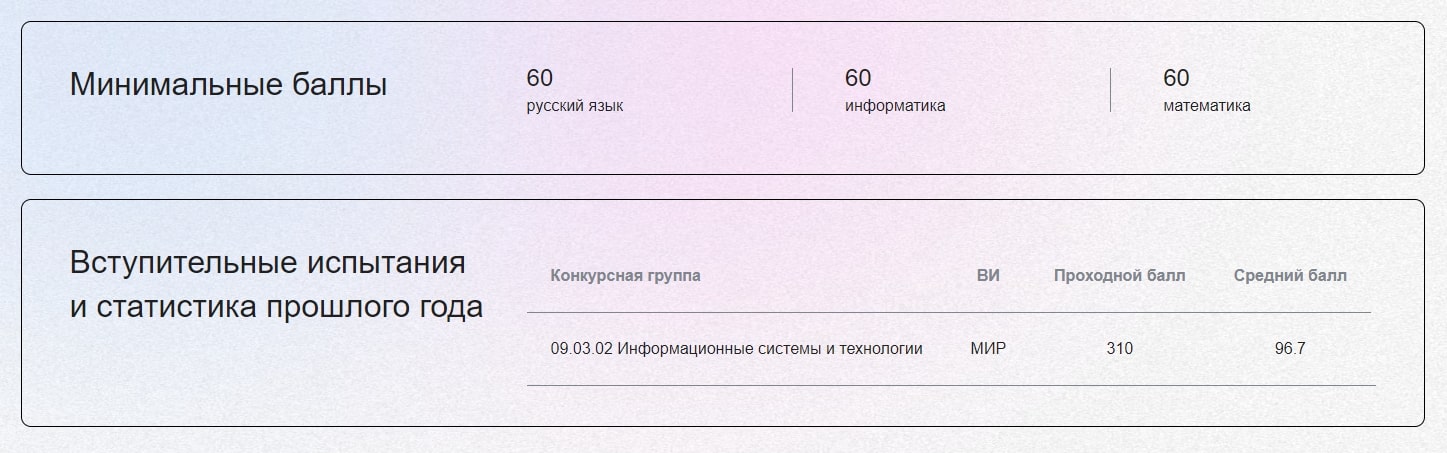 Минимальные баллы
60
русский язык
60
информатика
60
математика
Вступительные испытания
и статистика прошлого года
Конкурсная группа ВИ Проходной балл Средний балл
09.03.02 Информационные системы и технологии МИР 310 96.7